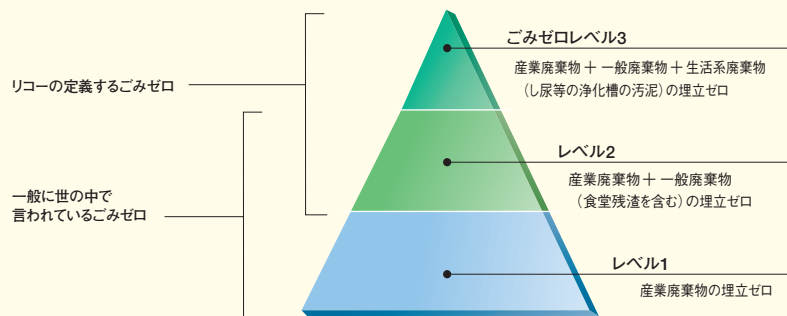 ごみゼロレベル3
産業廃棄物 + 一般廃棄物 + 生活系廃棄物
(し尿等の浄化槽の汚泥)の埋立ゼロ
リコーの定義するごみゼロ
レベル2
産業廃棄物 + 一般廃棄物
(食堂残渣を含む)の埋立ゼロ
一般に世の中で
言われているごみゼロ
レベル1
産業廃棄物の埋立ゼロ